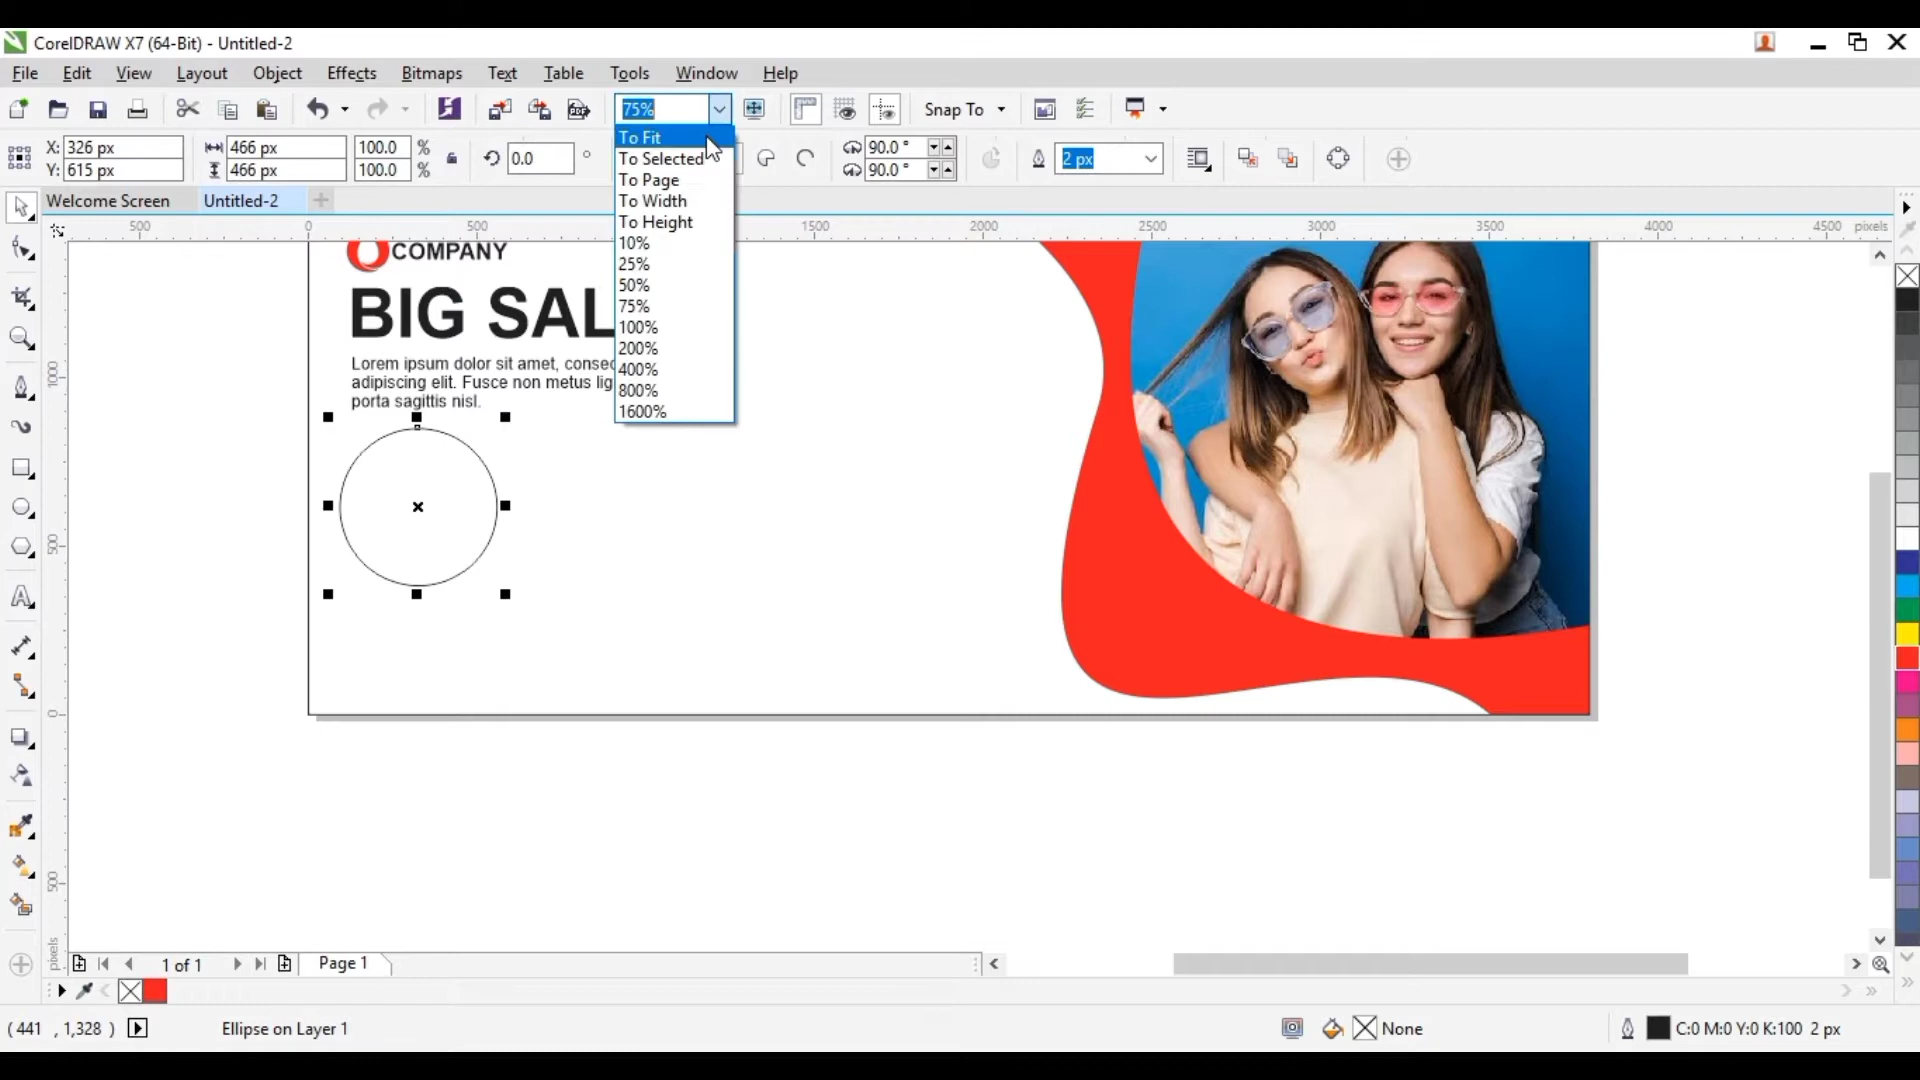 CorelDRAW X7 (64-Bit) - Untitled-2
File Edit View Layout Object Effects Bitmaps Text Table Tools Window Help
75% Snap To
X: 326 px 466 px 100.0 % 0.0 ° 90.0 ° 2 px
Y: 615 px 466 px 100.0 % 90.0 °
To Fit
To Selected
To Page
To Width
To Height
10%
25%
50%
75%
100%
200%
400%
800%
1600%
Welcome Screen Untitled-2
500 0 500 1500 2000 2500 3000 3500 4000 4500 pixels
1000
500
0
500
pixels
COMPANY
BIG SAL
Lorem ipsum dolor sit amet, consec
adipiscing elit. Fusce non metus lig
porta sagittis nisl.
1 of 1 Page 1
( 441 , 1,328 ) Ellipse on Layer 1 None C:0 M:0 Y:0 K:100 2 px